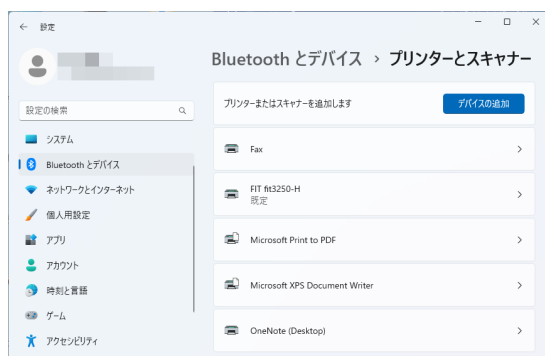 設定
Bluetooth とデバイス › プリンターとスキャナー
設定の検索
システム
Bluetooth とデバイス
ネットワークとインターネット
個人用設定
アプリ
アカウント
時刻と言語
ゲーム
アクセシビリティ
プリンターまたはスキャナーを追加します
デバイスの追加
Fax
FIT fit3250-H
既定
Microsoft Print to PDF
Microsoft XPS Document Writer
OneNote (Desktop)